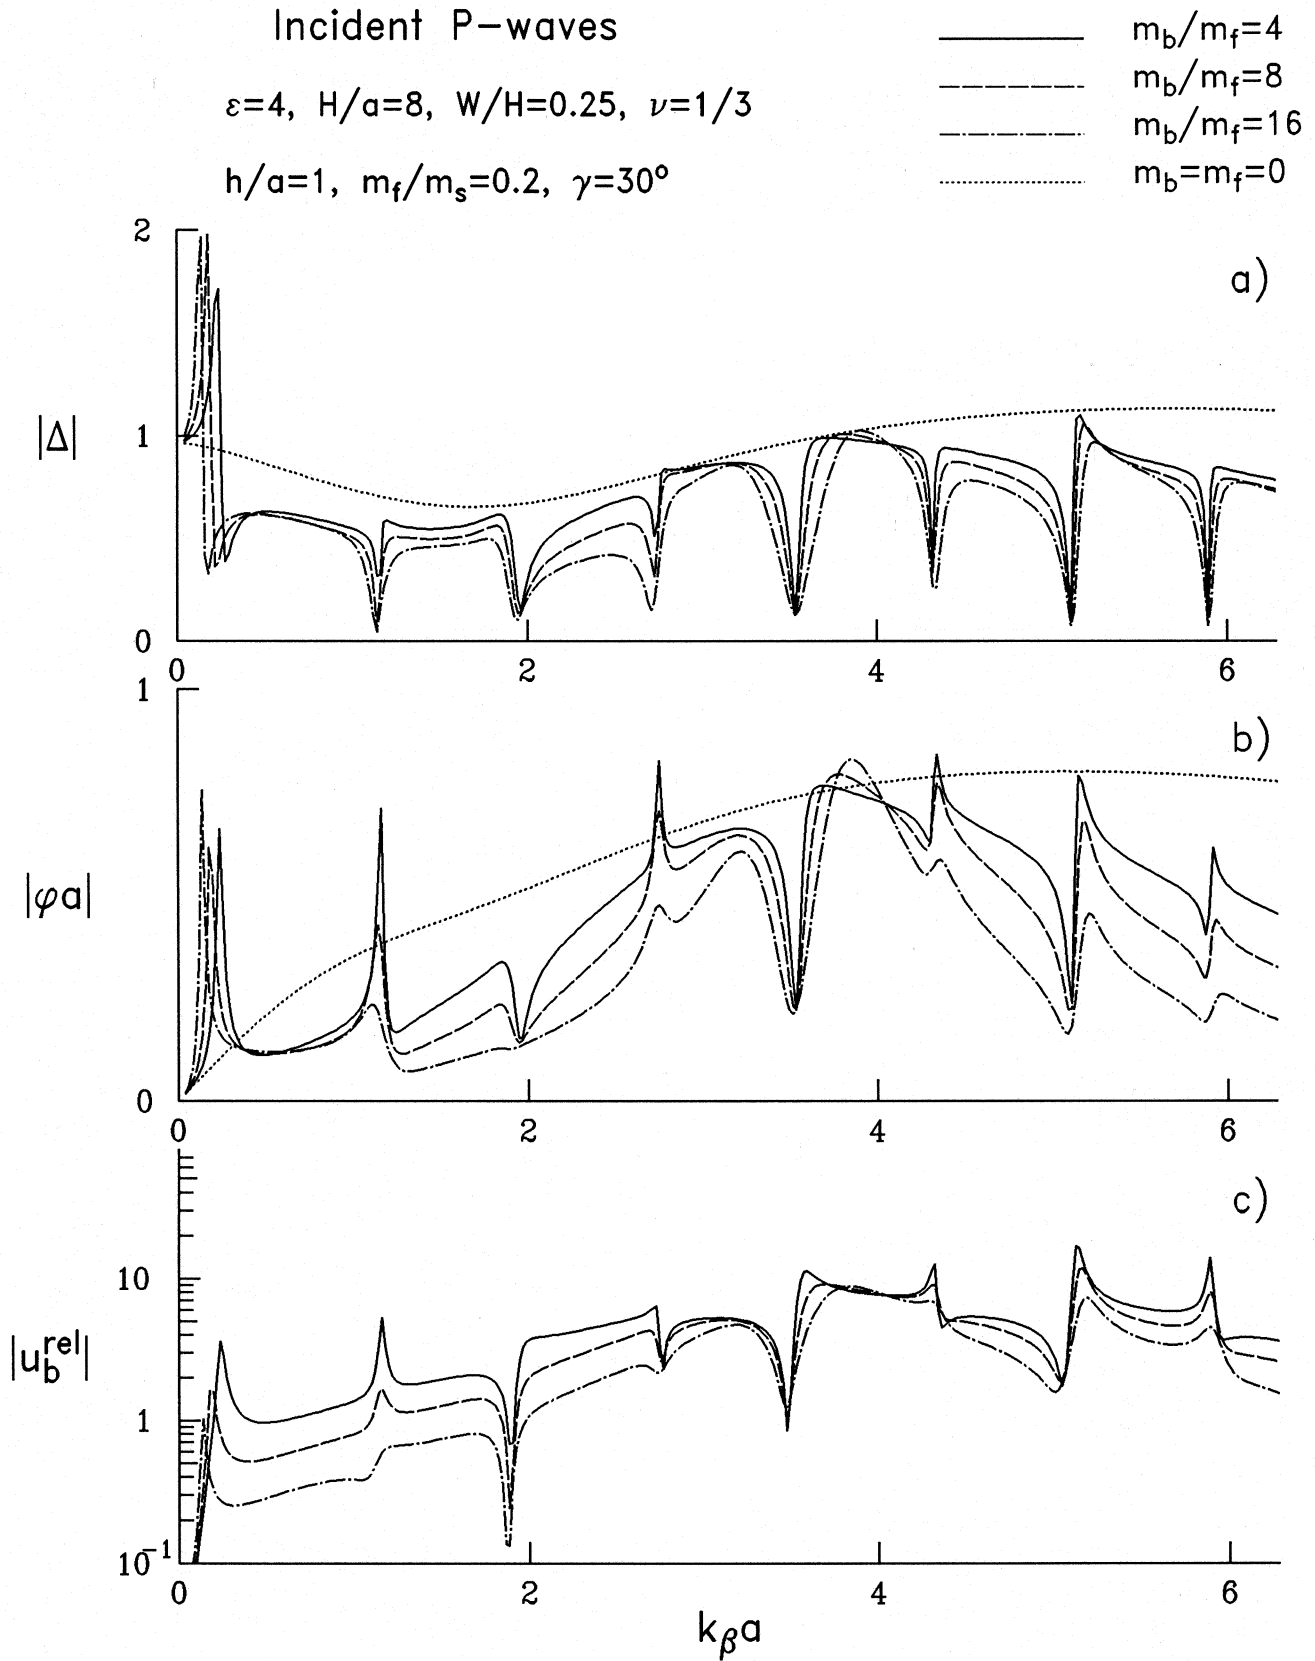 Incident P-waves
ε=4, H/a=8, W/H=0.25, ν=1/3
h/a=1, m_f/m_s=0.2, γ=30°
m_b/m_f=4
m_b/m_f=8
m_b/m_f=16
m_b=m_f=0
a)
2
1
0
|Δ|
0 2 4 6
b)
1
0
|φa|
0 2 4 6
c)
10
1
10^-1
|u_b^rel|
0 2 4 6
k_βa